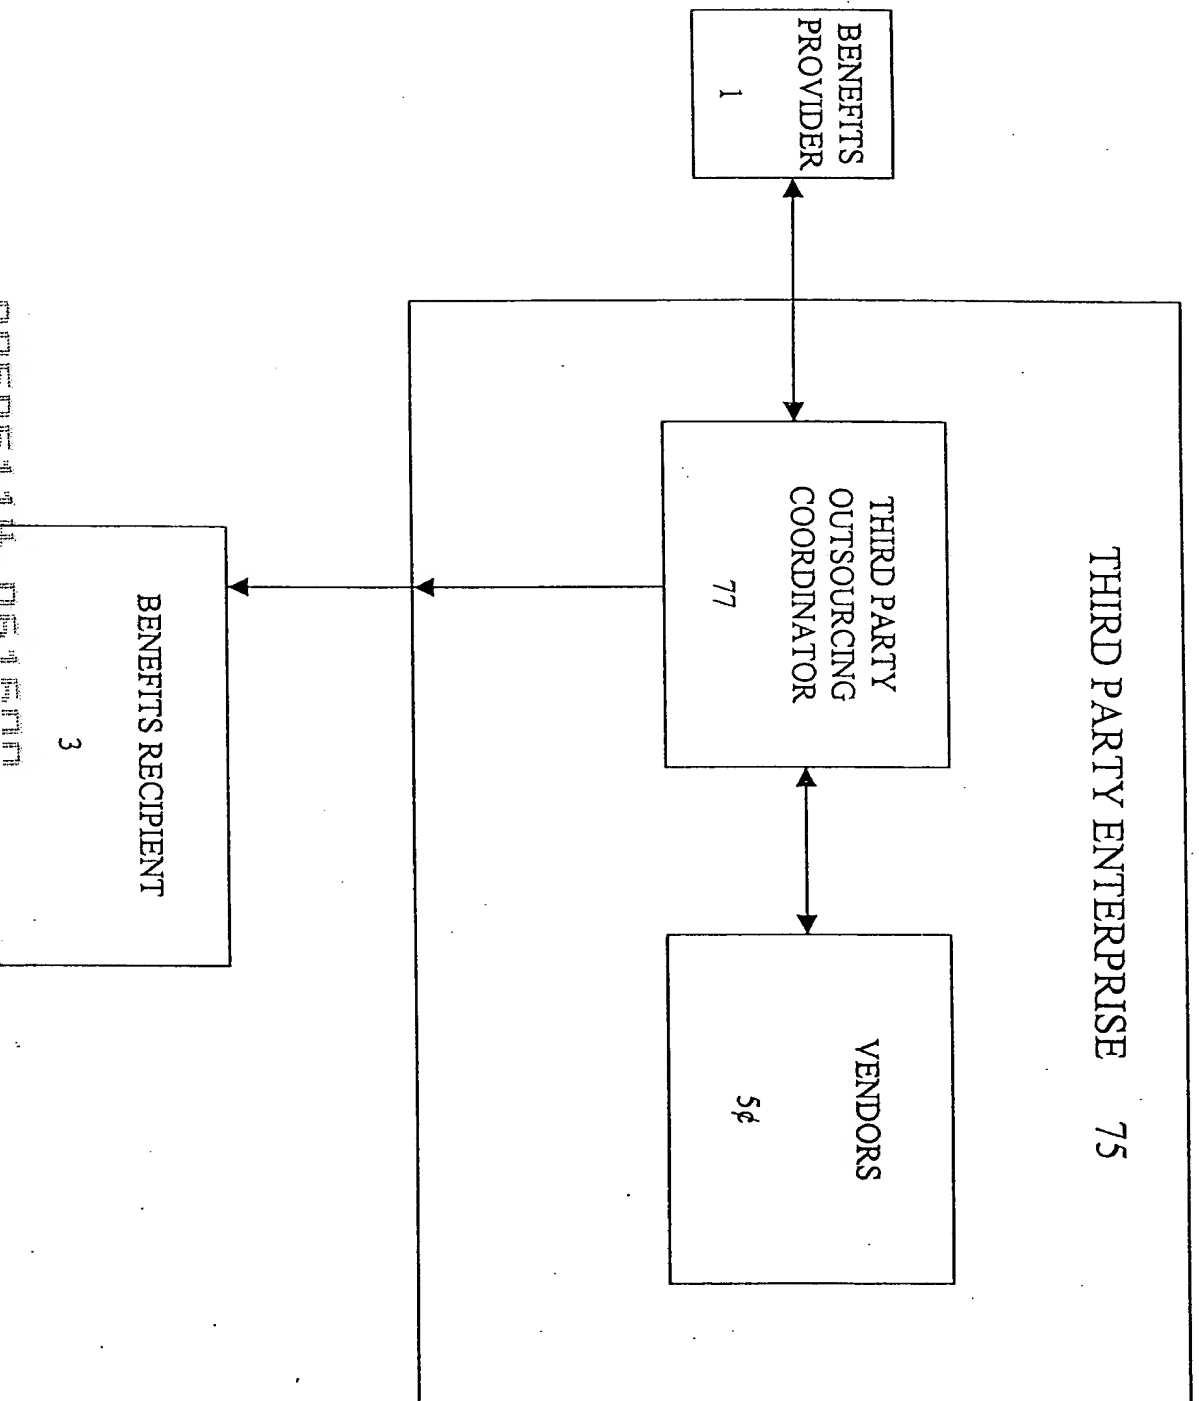 THIRD PARTY ENTERPRISE 75
BENEFITS
PROVIDER
1
THIRD PARTY
OUTSOURCING
COORDINATOR
77
VENDORS
5¢
BENEFITS RECIPIENT
3